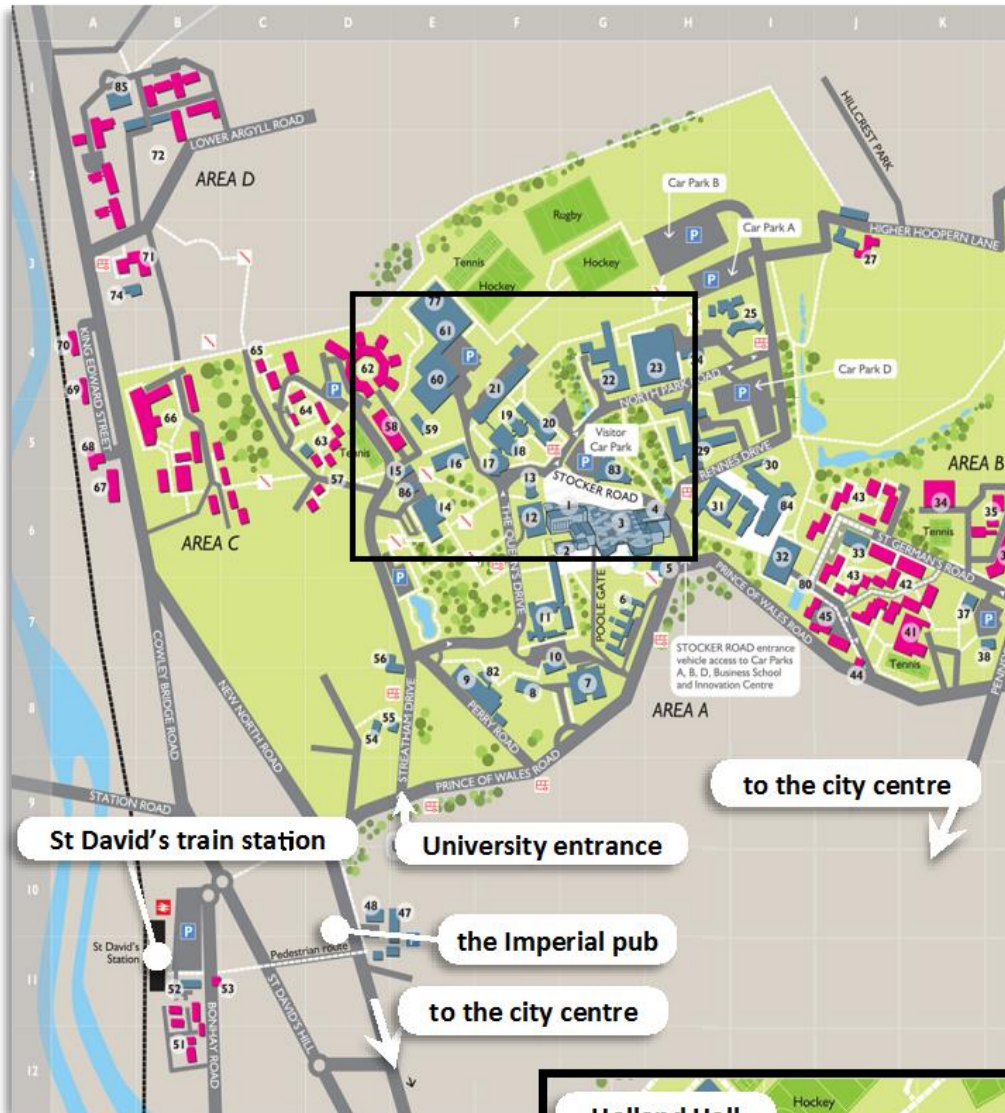 A B C D E F G H I J K
1
85
LOWER ARGYLL ROAD
HILLCREST PARK
72
2
AREA D
Car Park B
Rugby
P
Car Park A
HIGHER HOOPERN LANE
3
71
Tennis
Hockey
Hockey
P
27
74
77
25
KING EDWARD STREET
70
61
4
65
62
60
P
21
22
23
24
NORTH PARK ROAD
Car Park D
P
69
P
64
66
58
59
19
20
Visitor
Car Park
5
68
63
Tennis
18
P
83
29
RENNES DRIVE
30
AREA B
67
57
15
16
17
13
STOCKER ROAD
43
34
35
86
14
THE QUEEN'S DRIVE
12
1
3
4
31
84
Tennis
ST GERMAN'S ROAD
6
AREA C
2
32
33
P
5
80
43
42
7
COWLEY BRIDGE ROAD
NEW NORTH ROAD
11
POOLE GATE
6
PRINCE OF WALES ROAD
45
37
P
41
STOCKER ROAD entrance
vehicle access to Car Parks
A, B, D, Business School
and Innovation Centre
38
56
10
Tennis
44
9
82
8
7
8
STREATHAM DRIVE
PERRY ROAD
AREA A
55
54
PRINCE OF WALES ROAD
to the city centre
9
STATION ROAD
St David's train station
University entrance
10
48
47
P
St David's
Station
Pedestrian route
the Imperial pub
11
52
53
BONHAY ROAD
ST DAVID'S HILL
to the city centre
51
12
Hockey
Holland Hall